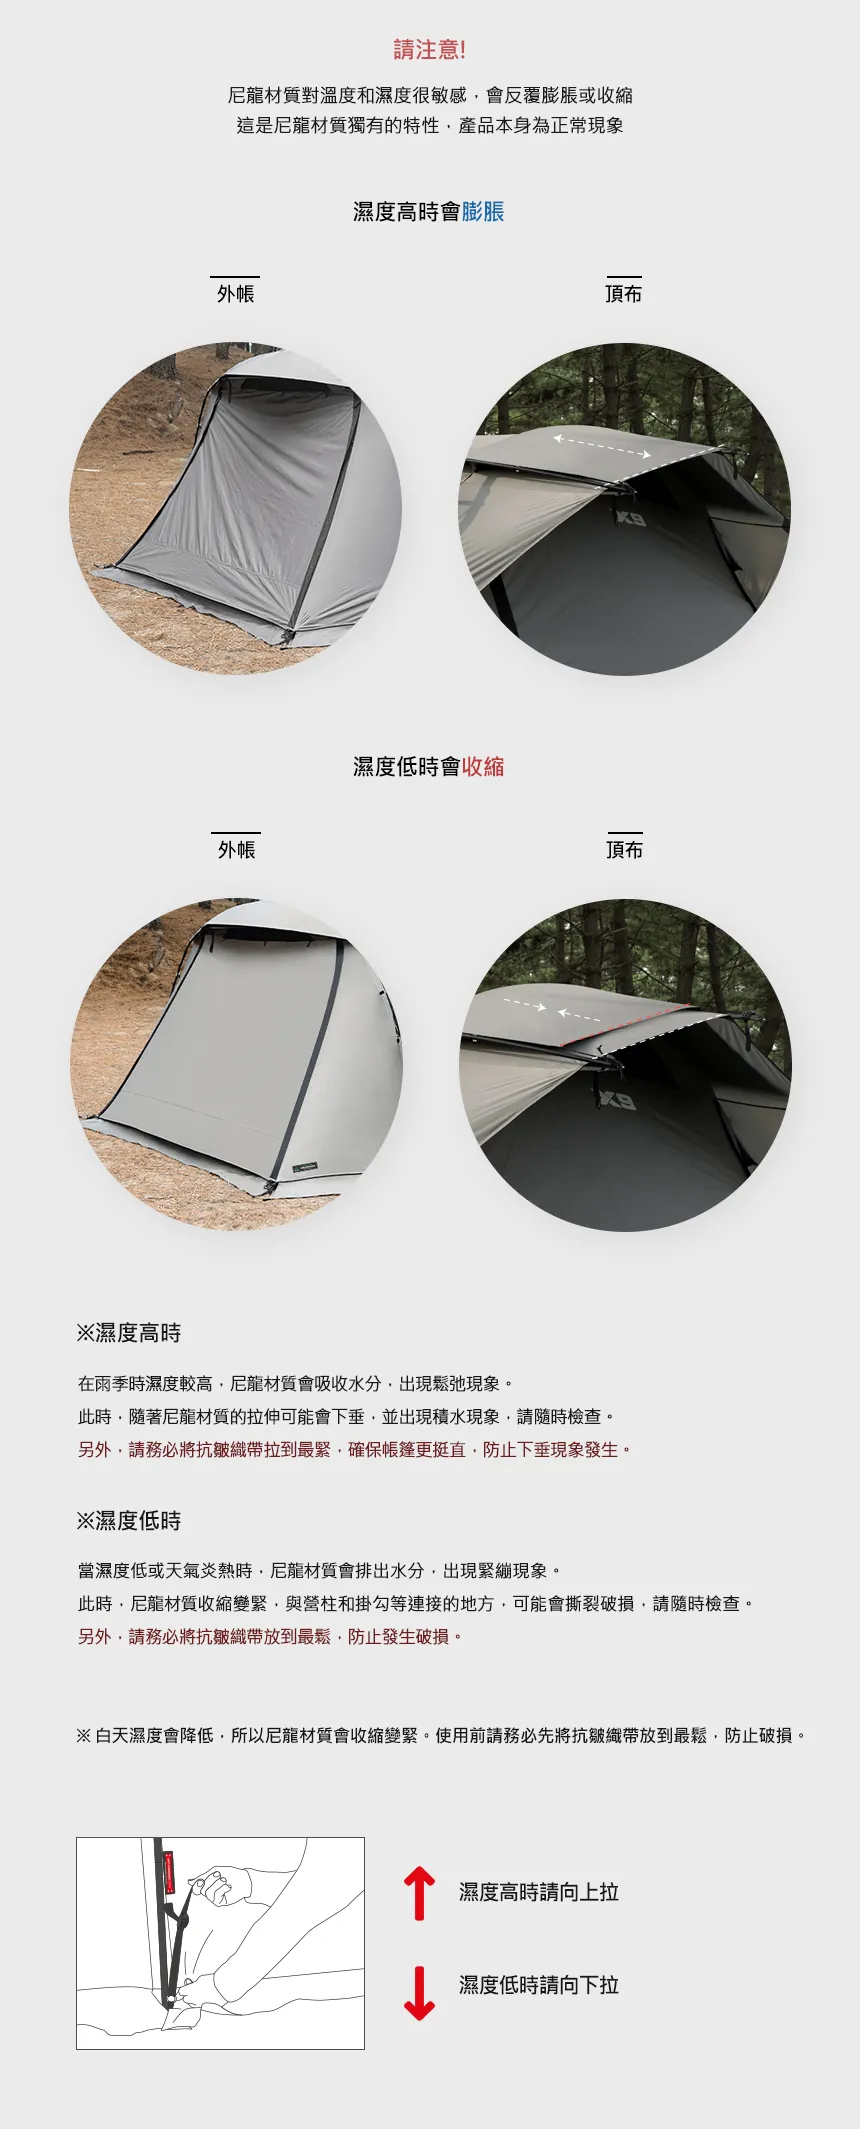 請注意!
尼龍材質對溫度和濕度很敏感，會反覆膨脹或收縮
這是尼龍材質獨有的特性，產品本身為正常現象
濕度高時會膨脹
外帳
頂布
K9
濕度低時會收縮
外帳
頂布
K9
※濕度高時
在雨季時濕度較高，尼龍材質會吸收水分，出現鬆弛現象。
此時，隨著尼龍材質的拉伸可能會下垂，並出現積水現象，請隨時檢查。
另外，請務必將抗皺織帶拉到最緊，確保帳篷更挺直，防止下垂現象發生。
※濕度低時
當濕度低或天氣炎熱時，尼龍材質會排出水分，出現緊繃現象。
此時，尼龍材質收縮變緊，與營柱和掛勾等連接的地方，可能會撕裂破損，請隨時檢查。
另外，請務必將抗皺織帶放到最鬆，防止發生破損。
※ 白天濕度會降低，所以尼龍材質會收縮變緊。使用前請務必先將抗皺織帶放到最鬆，防止破損。
濕度高時請向上拉
濕度低時請向下拉